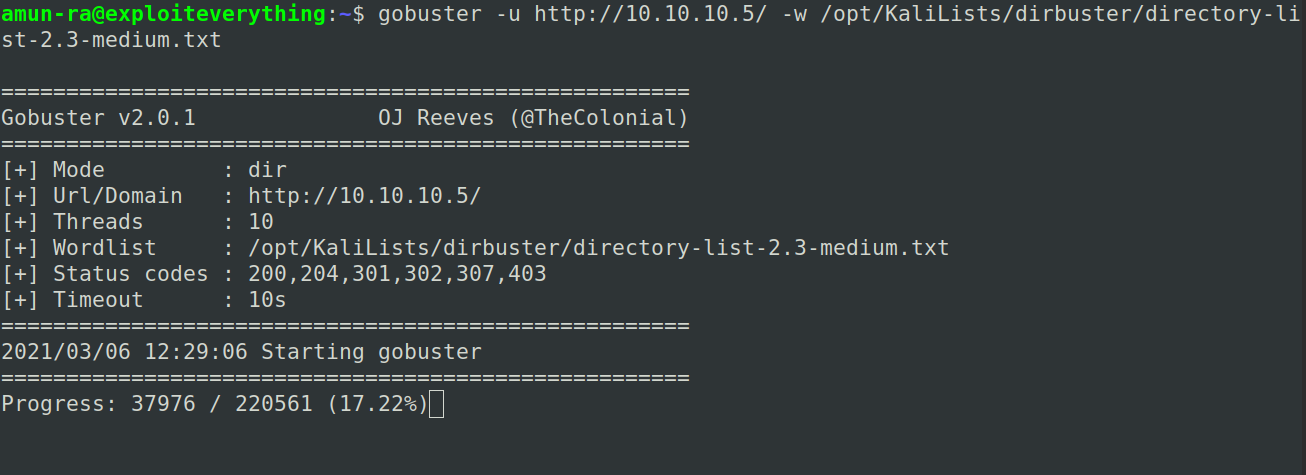 amun-ra@exploiteverything:~$ gobuster -u http://10.10.10.5/ -w /opt/KaliLists/dirbuster/directory-li
st-2.3-medium.txt
=====================================================
Gobuster v2.0.1              OJ Reeves (@TheColonial)
=====================================================
[+] Mode         : dir
[+] Url/Domain   : http://10.10.10.5/
[+] Threads      : 10
[+] Wordlist     : /opt/KaliLists/dirbuster/directory-list-2.3-medium.txt
[+] Status codes : 200,204,301,302,307,403
[+] Timeout      : 10s
=====================================================
2021/03/06 12:29:06 Starting gobuster
=====================================================
Progress: 37976 / 220561 (17.22%)